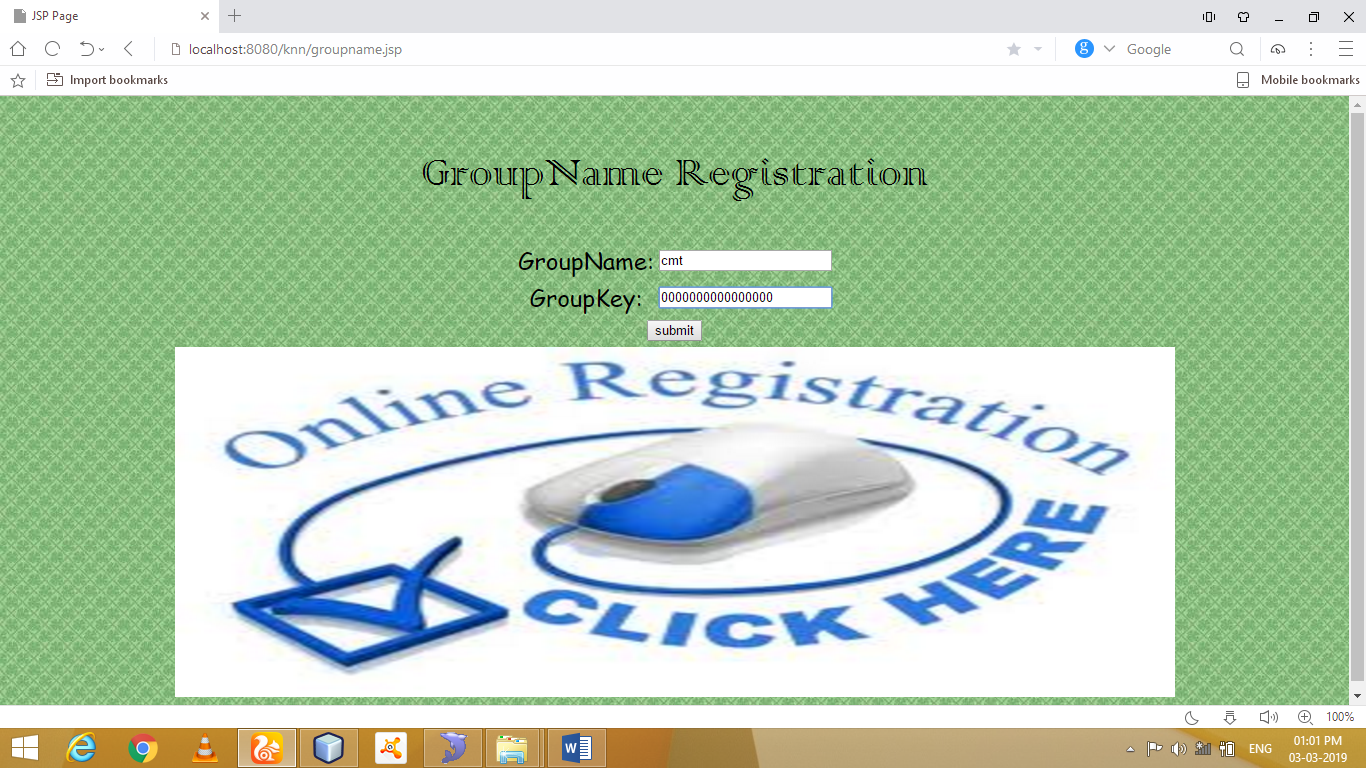 JSP Page
localhost:8080/knn/groupname.jsp
g
Google
Import bookmarks
Mobile bookmarks
GroupName Registration
GroupName: cmt
GroupKey: 0000000000000000
submit
Online Registration
CLICK HERE
100%
W
ENG
01:01 PM
03-03-2019